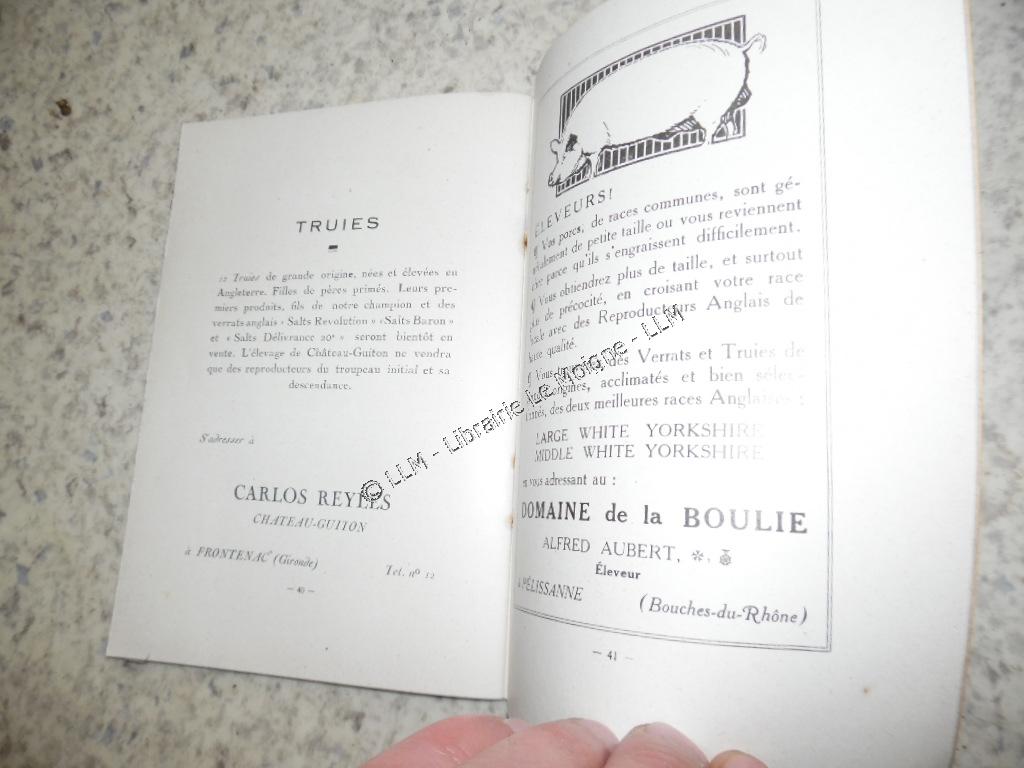 TRUIES
12 Truies de grande origine, nées et élevées en
Angleterre. Filles de pères primés. Leurs pre-
miers produits, fils de notre champion et des
verrats anglais « Salts Revolution » « Salts Baron »
et « Salts Délivrance 20e » seront bientôt en
vente. L'élevage de Château-Guiton ne vendra
que des reproducteurs du troupeau initial et sa
descendance.
S'adresser à
CARLOS REYLES
CHATEAU-GUITON
à FRONTENAC (Gironde)
Tel. nº 12
— 40 —
ÉLEVEURS!
¶ Vos porcs, de races communes, sont gé-
néralement de petite taille ou vous reviennent
cher parce qu'ils s'engraissent difficilement.
¶ Vous obtiendrez plus de taille, et surtout
de précocité, en croisant votre race
locale avec des Reproducteurs Anglais de
qualité.
¶ Vous des Verrats et Truies de
origines, acclimatés et bien sélec-
tionnés, des deux meilleures races Anglaises :
LARGE WHITE YORKSHIRE
MIDDLE WHITE YORKSHIRE
en vous adressant au :
DOMAINE de la BOULIE
ALFRED AUBERT,
Éleveur
à PÉLISSANNE
(Bouches-du-Rhône)
— 41 —
© LLM - Librairie Le Moigne - LLM